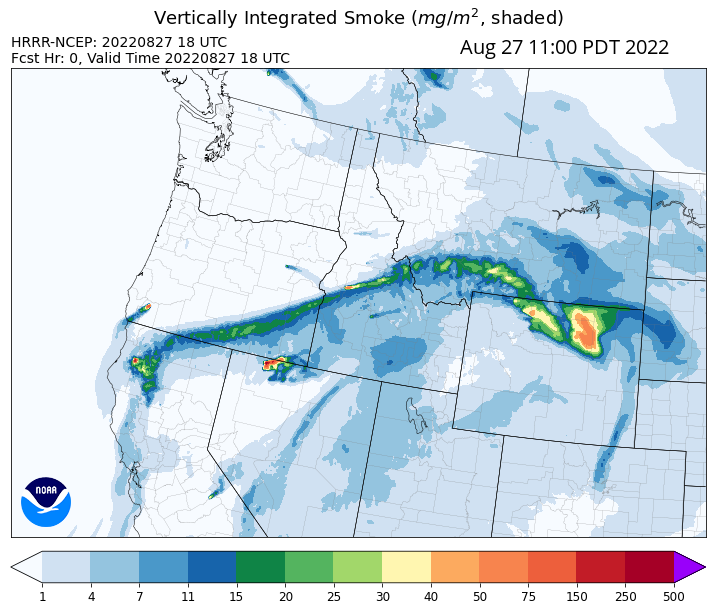 Vertically Integrated Smoke (mg/m², shaded)
HRRR-NCEP: 20220827 18 UTC
Fcst Hr: 0, Valid Time 20220827 18 UTC
Aug 27 11:00 PDT 2022
NOAA
1 4 7 11 15 20 25 30 40 50 75 150 250 500